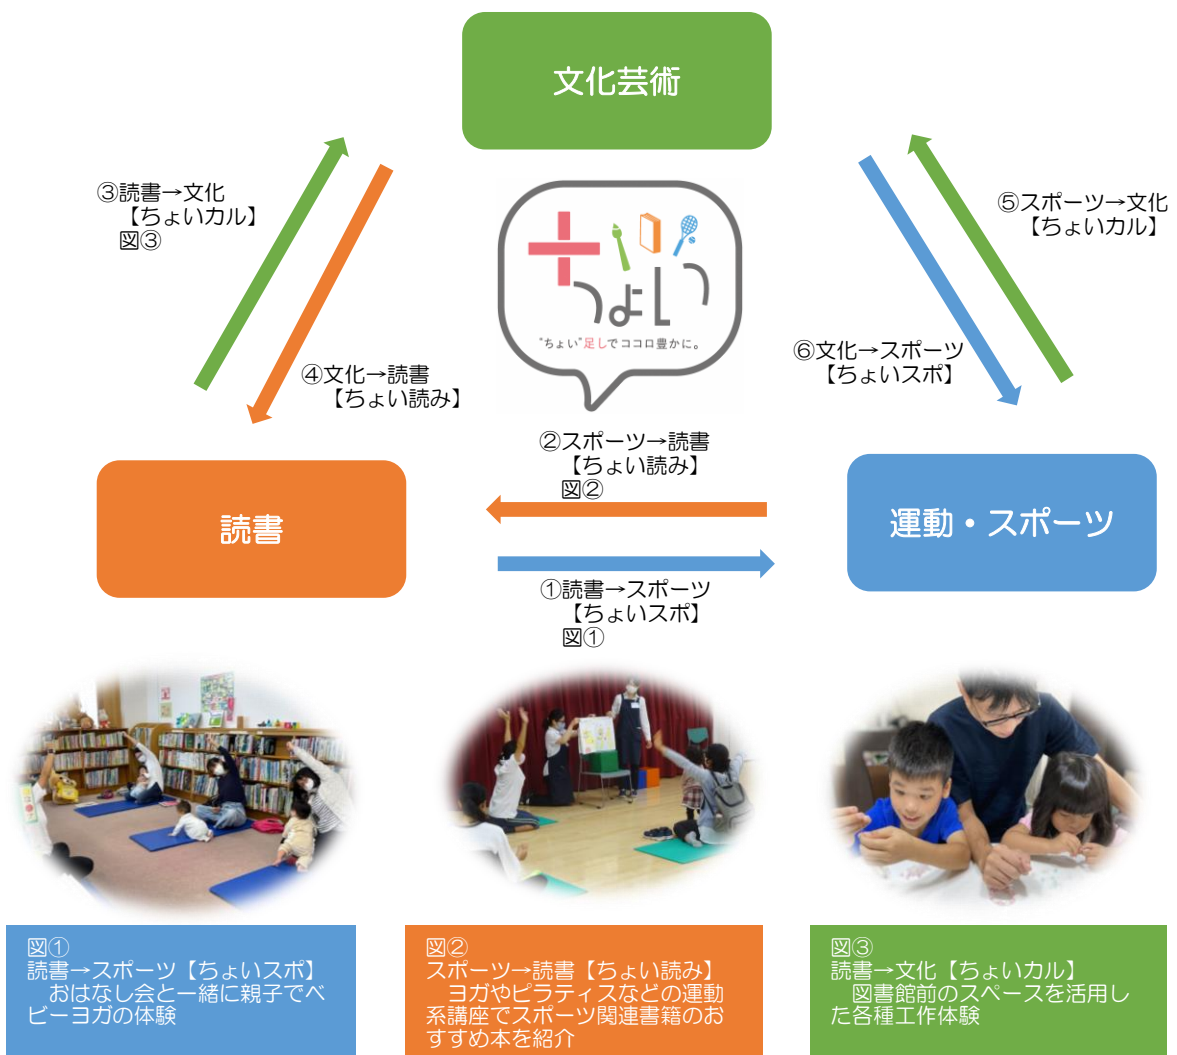 文化芸術
③読書→文化
【ちょいカル】
図③
⑤スポーツ→文化
【ちょいカル】
+ちょい
"ちょい"足しでココロ豊かに。
④文化→読書
【ちょい読み】
⑥文化→スポーツ
【ちょいスポ】
②スポーツ→読書
【ちょい読み】
図②
読書
運動・スポーツ
①読書→スポーツ
【ちょいスポ】
図①
図①
読書→スポーツ【ちょいスポ】
おはなし会と一緒に親子でベ
ビーヨガの体験
図②
スポーツ→読書【ちょい読み】
ヨガやピラティスなどの運動
系講座でスポーツ関連書籍のお
すすめ本を紹介
図③
読書→文化【ちょいカル】
図書館前のスペースを活用し
た各種工作体験